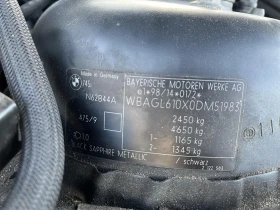 Made in Germany
745
N62B44A
475/9
BLACK SAPPHIRE METALLIC
BAYERISCHE MOTOREN WERKE AG
e1*98/14*0172*
WBAGL610X0DM51983
2450 kg
4650 kg
1- 1165 kg
2- 1345 kg
/ schwarz